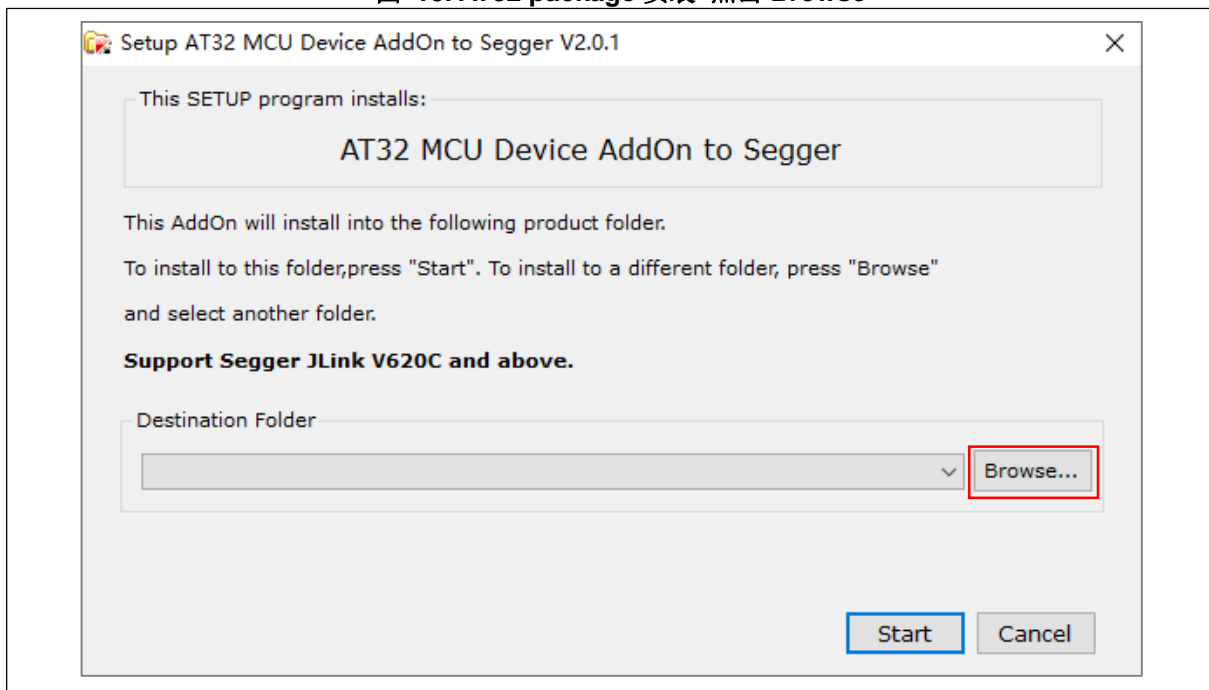 Setup AT32 MCU Device AddOn to Segger V2.0.1
This SETUP program installs:
AT32 MCU Device AddOn to Segger
This AddOn will install into the following product folder.
To install to this folder,press "Start". To install to a different folder, press "Browse"
and select another folder.
Support Segger JLink V620C and above.
Destination Folder
Browse...
Start Cancel